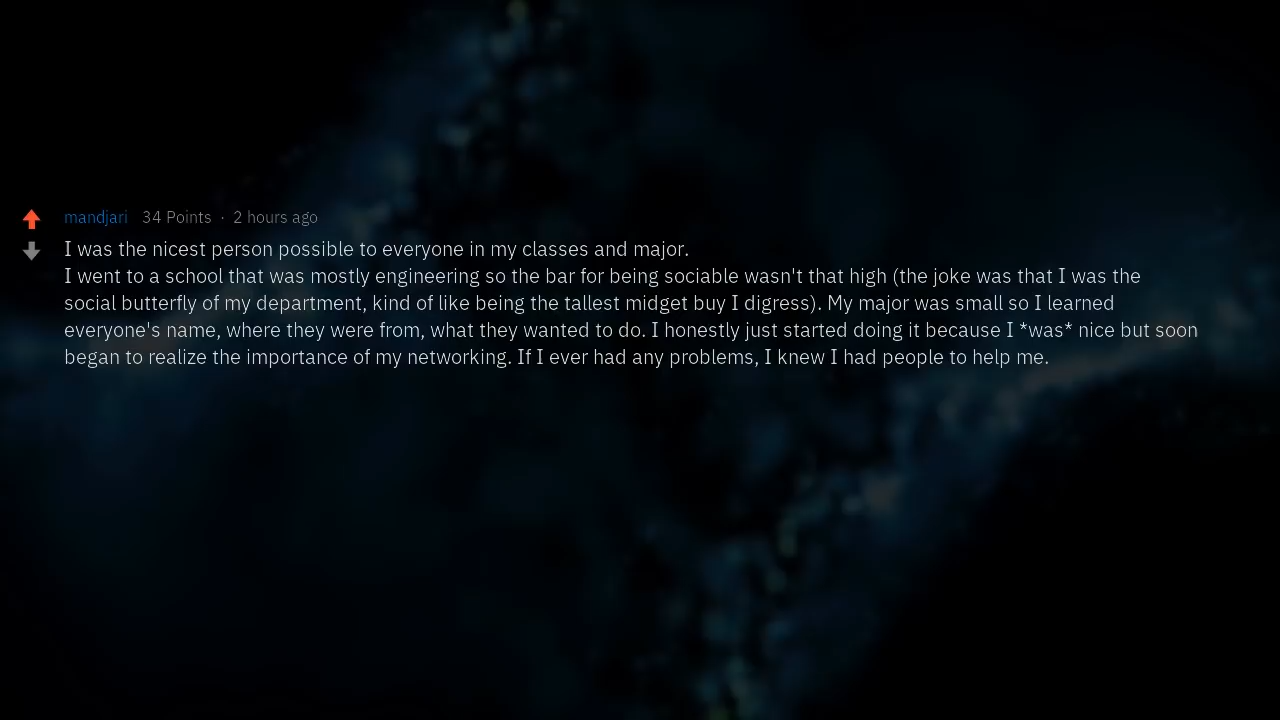 mandjari 34 Points · 2 hours ago
I was the nicest person possible to everyone in my classes and major.
I went to a school that was mostly engineering so the bar for being sociable wasn't that high (the joke was that I was the
social butterfly of my department, kind of like being the tallest midget buy I digress). My major was small so I learned
everyone's name, where they were from, what they wanted to do. I honestly just started doing it because I *was* nice but soon
began to realize the importance of my networking. If I ever had any problems, I knew I had people to help me.